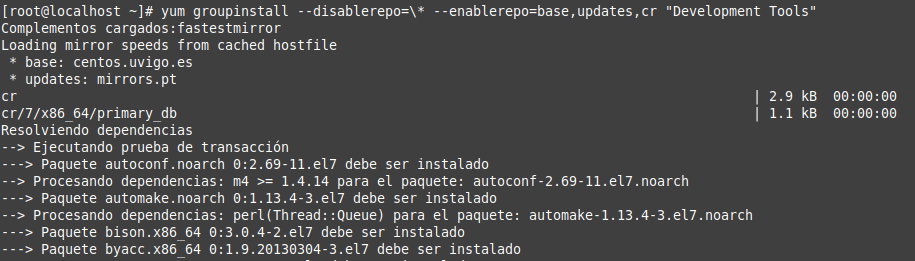 [root@localhost ~]# yum groupinstall --disablerepo=\* --enablerepo=base,updates,cr "Development Tools"
Complementos cargados:fastestmirror
Loading mirror speeds from cached hostfile
 * base: centos.uvigo.es
 * updates: mirrors.pt
cr | 2.9 kB 00:00:00
cr/7/x86_64/primary_db | 1.1 kB 00:00:00
Resolviendo dependencias
--> Ejecutando prueba de transacción
---> Paquete autoconf.noarch 0:2.69-11.el7 debe ser instalado
--> Procesando dependencias: m4 >= 1.4.14 para el paquete: autoconf-2.69-11.el7.noarch
---> Paquete automake.noarch 0:1.13.4-3.el7 debe ser instalado
--> Procesando dependencias: perl(Thread::Queue) para el paquete: automake-1.13.4-3.el7.noarch
---> Paquete bison.x86_64 0:3.0.4-2.el7 debe ser instalado
---> Paquete byacc.x86_64 0:1.9.20130304-3.el7 debe ser instalado